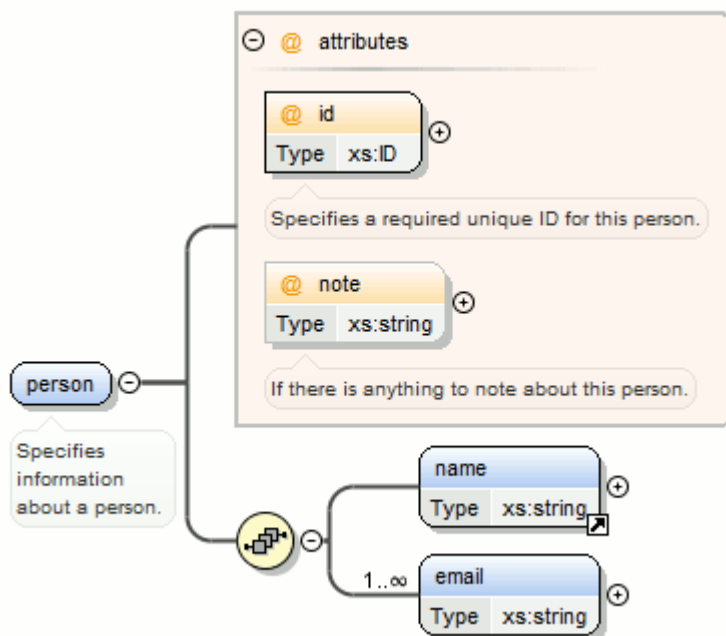 @ attributes
@ id
Type xs:ID
Specifies a required unique ID for this person.
@ note
Type xs:string
If there is anything to note about this person.
person
Specifies
information
about a person.
name
Type xs:string
1..∞
email
Type xs:string